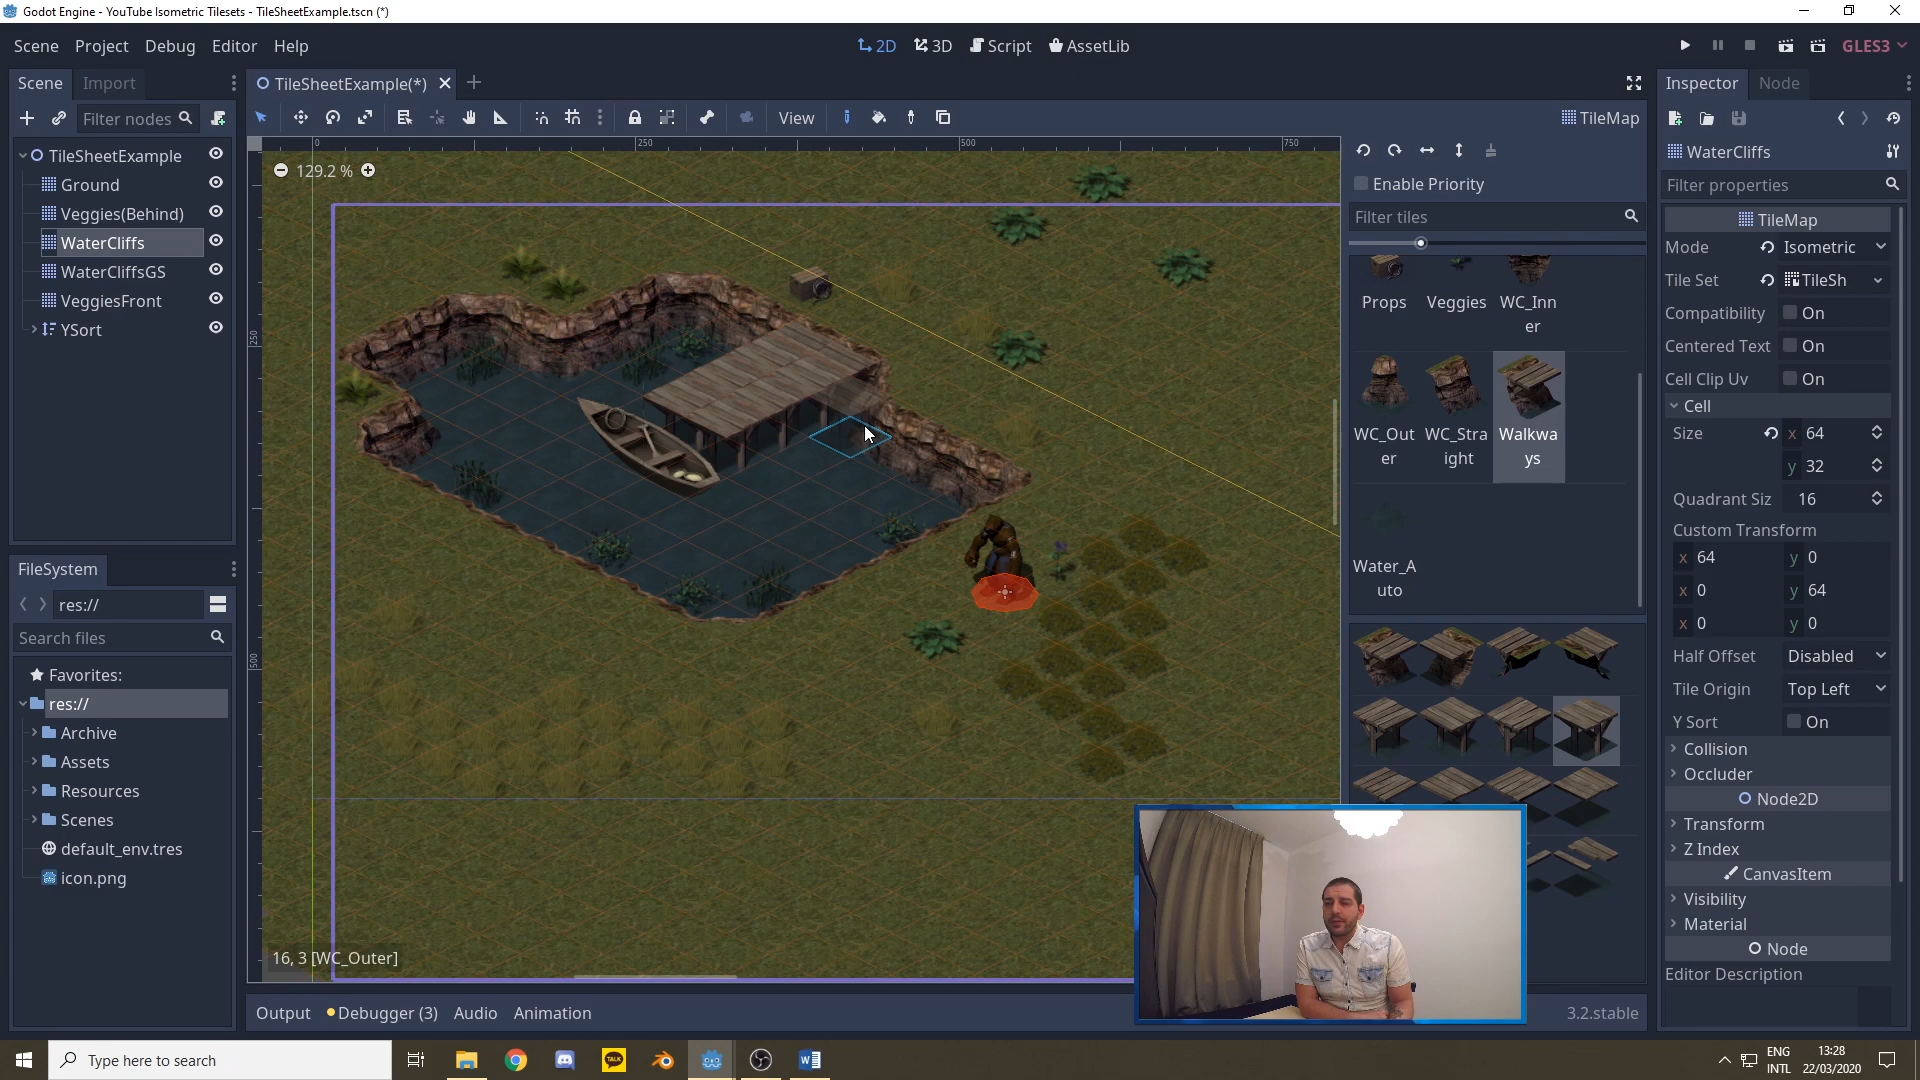 Godot Engine - YouTube Isometric Tilesets - TileSheetExample.tscn (*)
Scene Project Debug Editor Help
2D 3D Script AssetLib
GLES3
Scene Import
TileSheetExample(*)
Inspector Node
Filter nodes
View
TileMap
0 250 500 750
129.2 %
TileSheetExample
Ground
Veggies(Behind)
WaterCliffs
WaterCliffsGS
VeggiesFront
YSort
250
500
Enable Priority
Filter tiles
Props Veggies WC_Inn
er
WC_Out WC_Stra Walkwa
er ight ys
Water_A
uto
WaterCliffs
Filter properties
TileMap
Mode Isometric
Tile Set TileSh
Compatibility On
Centered Text On
Cell Clip Uv On
Cell
Size x 64
y 32
Quadrant Siz 16
Custom Transform
x 64 y 0
x 0 y 64
x 0 y 0
Half Offset Disabled
Tile Origin Top Left
Y Sort On
Collision
Occluder
Node2D
Transform
Z Index
CanvasItem
Visibility
Material
Node
Editor Description
FileSystem
res://
Search files
Favorites:
res://
Archive
Assets
Resources
Scenes
default_env.tres
icon.png
16, 3 [WC_Outer]
Output Debugger (3) Audio Animation
3.2.stable
Type here to search
TALK
W
ENG
INTL
13:28
22/03/2020